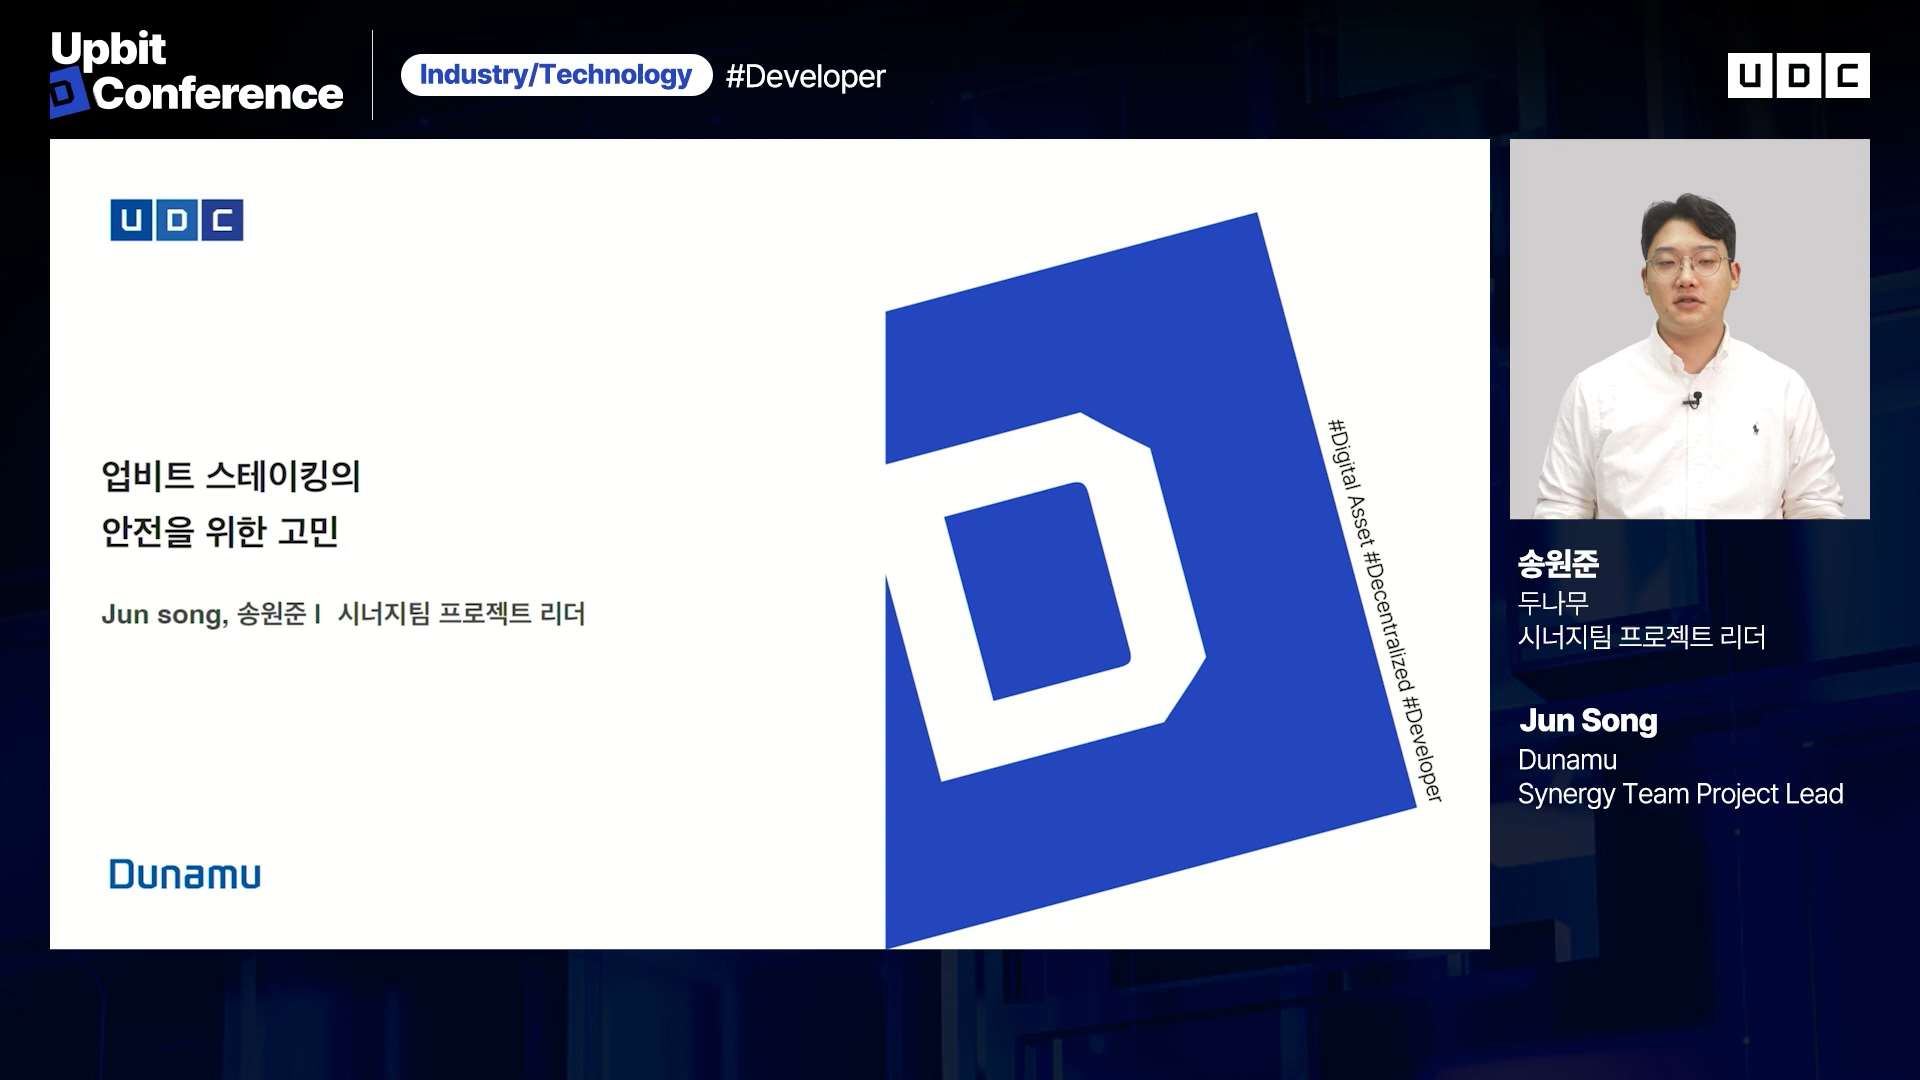 Upbit
D Conference
Industry/Technology #Developer
UDC
UDC
업비트 스테이킹의
안전을 위한 고민
Jun song, 송원준 I 시너지팀 프로젝트 리더
Dunamu
#Digital Asset #Decentralized #Developer
D
송원준
두나무
시너지팀 프로젝트 리더
Jun Song
Dunamu
Synergy Team Project Lead